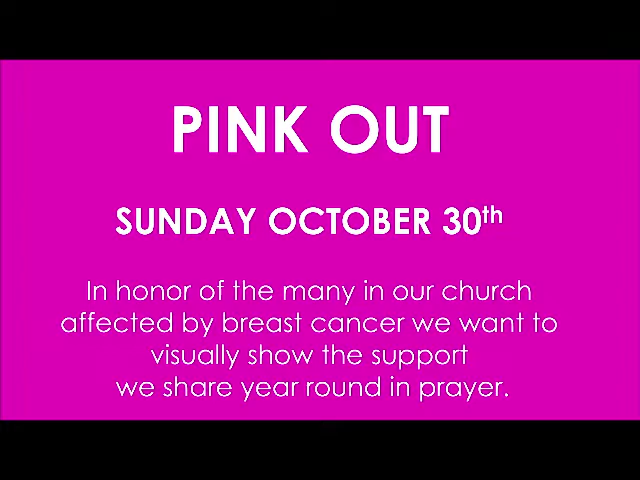 PINK OUT
SUNDAY OCTOBER 30th
In honor of the many in our church
affected by breast cancer we want to
visually show the support
we share year round in prayer.